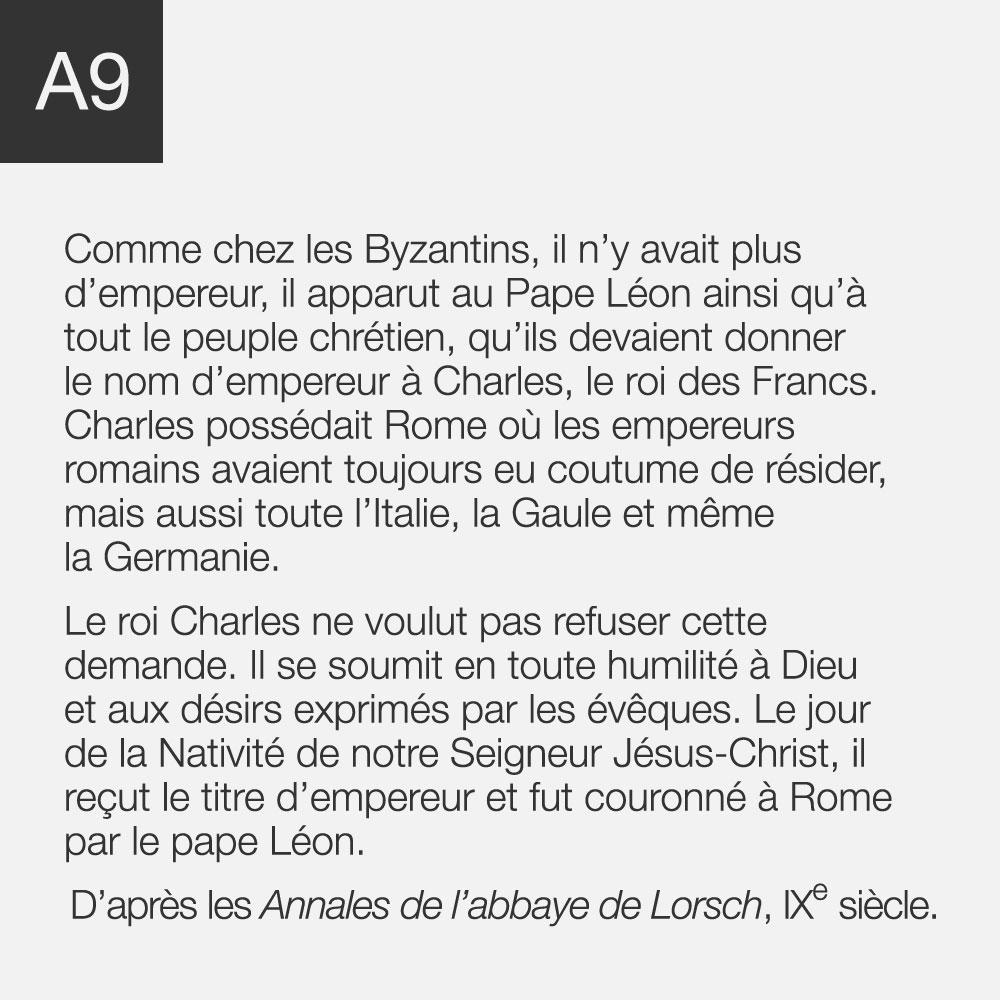 A9
Comme chez les Byzantins, il n’y avait plus
d’empereur, il apparut au Pape Léon ainsi qu’à
tout le peuple chrétien, qu’ils devaient donner
le nom d’empereur à Charles, le roi des Francs.
Charles possédait Rome où les empereurs
romains avaient toujours eu coutume de résider,
mais aussi toute l’Italie, la Gaule et même
la Germanie.
Le roi Charles ne voulut pas refuser cette
demande. Il se soumit en toute humilité à Dieu
et aux désirs exprimés par les évêques. Le jour
de la Nativité de notre Seigneur Jésus-Christ, il
reçut le titre d’empereur et fut couronné à Rome
par le pape Léon.
D’après les Annales de l’abbaye de Lorsch, IXe siècle.